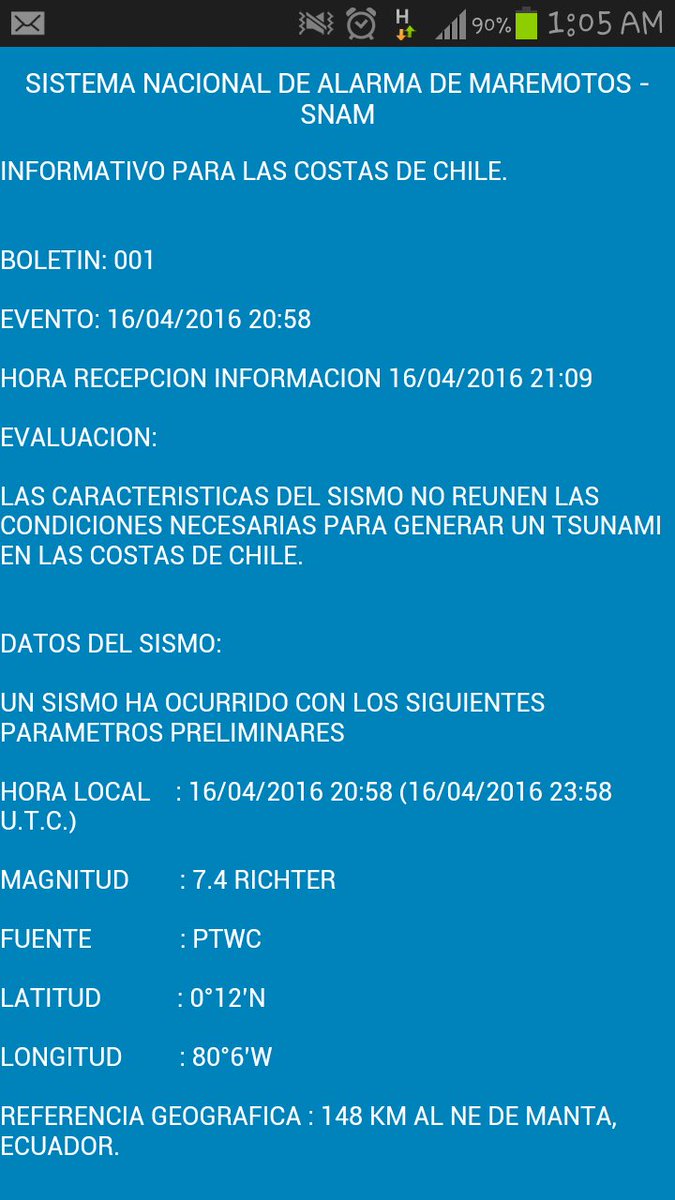 H
90%
1:05 AM
SISTEMA NACIONAL DE ALARMA DE MAREMOTOS -
SNAM
INFORMATIVO PARA LAS COSTAS DE CHILE.
BOLETIN: 001
EVENTO: 16/04/2016 20:58
HORA RECEPCION INFORMACION 16/04/2016 21:09
EVALUACION:
LAS CARACTERISTICAS DEL SISMO NO REUNEN LAS
CONDICIONES NECESARIAS PARA GENERAR UN TSUNAMI
EN LAS COSTAS DE CHILE.
DATOS DEL SISMO:
UN SISMO HA OCURRIDO CON LOS SIGUIENTES
PARAMETROS PRELIMINARES
HORA LOCAL : 16/04/2016 20:58 (16/04/2016 23:58
U.T.C.)
MAGNITUD : 7.4 RICHTER
FUENTE : PTWC
LATITUD : 0°12'N
LONGITUD : 80°6'W
REFERENCIA GEOGRAFICA : 148 KM AL NE DE MANTA,
ECUADOR.